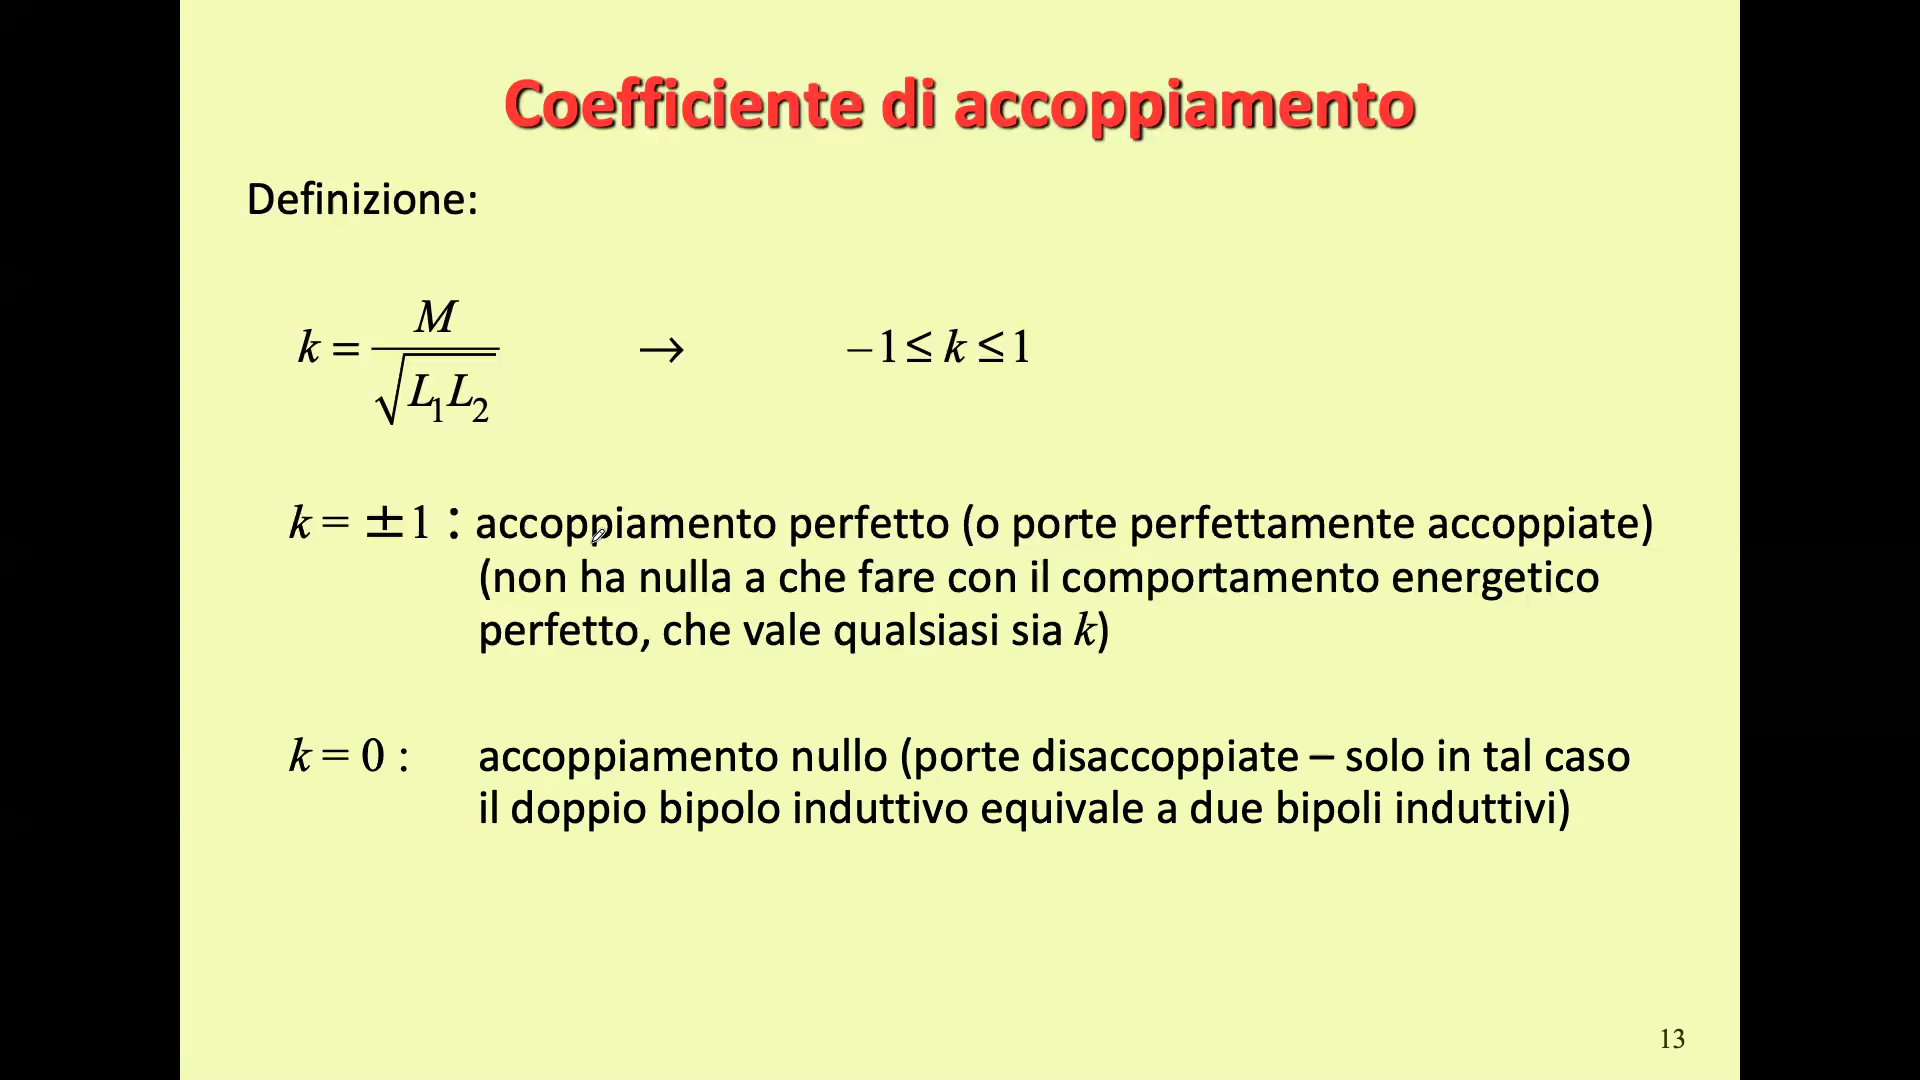 Coefficiente di accoppiamento
Definizione:
k = M / √L₁L₂ → –1 ≤ k ≤ 1
k = ±1 : accoppiamento perfetto (o porte perfettamente accoppiate)
(non ha nulla a che fare con il comportamento energetico
perfetto, che vale qualsiasi sia k)
k = 0 : accoppiamento nullo (porte disaccoppiate – solo in tal caso
il doppio bipolo induttivo equivale a due bipoli induttivi)
13